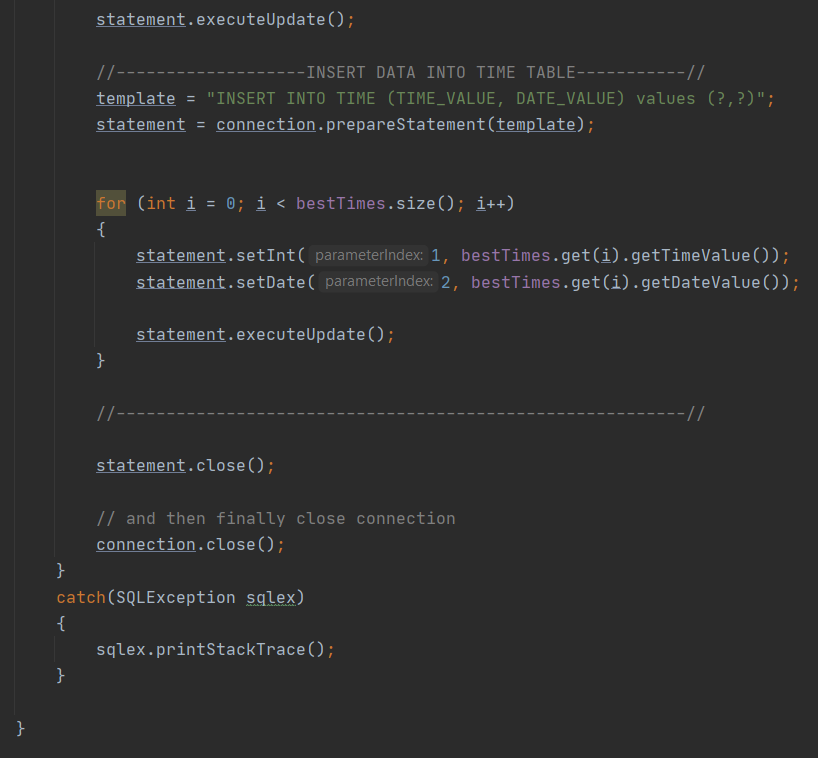 statement.executeUpdate();
//-------------------INSERT DATA INTO TIME TABLE-----------//
template = "INSERT INTO TIME (TIME_VALUE, DATE_VALUE) values (?,?)";
statement = connection.prepareStatement(template);
for (int i = 0; i < bestTimes.size(); i++)
{
statement.setInt( parameterIndex: 1, bestTimes.get(i).getTimeValue());
statement.setDate( parameterIndex: 2, bestTimes.get(i).getDateValue());
statement.executeUpdate();
}
//---------------------------------------------------------//
statement.close();
// and then finally close connection
connection.close();
}
catch(SQLException sqlex)
{
sqlex.printStackTrace();
}
}